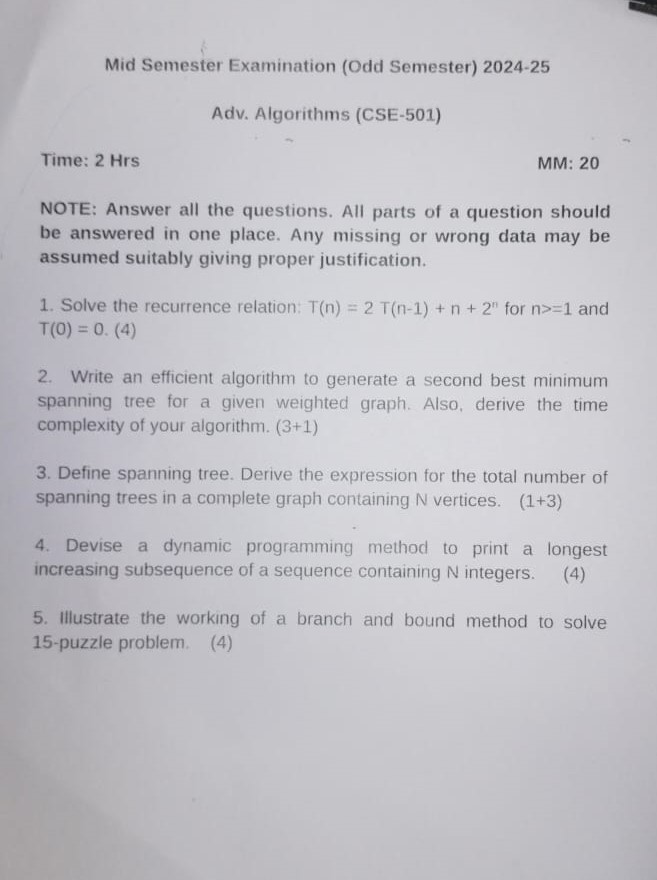 Mid Semester Examination (Odd Semester) 2024-25
Adv. Algorithms (CSE-501)
Time: 2 Hrs MM: 20
NOTE: Answer all the questions. All parts of a question should
be answered in one place. Any missing or wrong data may be
assumed suitably giving proper justification.
1. Solve the recurrence relation: T(n) = 2 T(n-1) + n + 2ⁿ for n>=1 and
T(0) = 0. (4)
2. Write an efficient algorithm to generate a second best minimum
spanning tree for a given weighted graph. Also, derive the time
complexity of your algorithm. (3+1)
3. Define spanning tree. Derive the expression for the total number of
spanning trees in a complete graph containing N vertices. (1+3)
4. Devise a dynamic programming method to print a longest
increasing subsequence of a sequence containing N integers. (4)
5. Illustrate the working of a branch and bound method to solve
15-puzzle problem. (4)